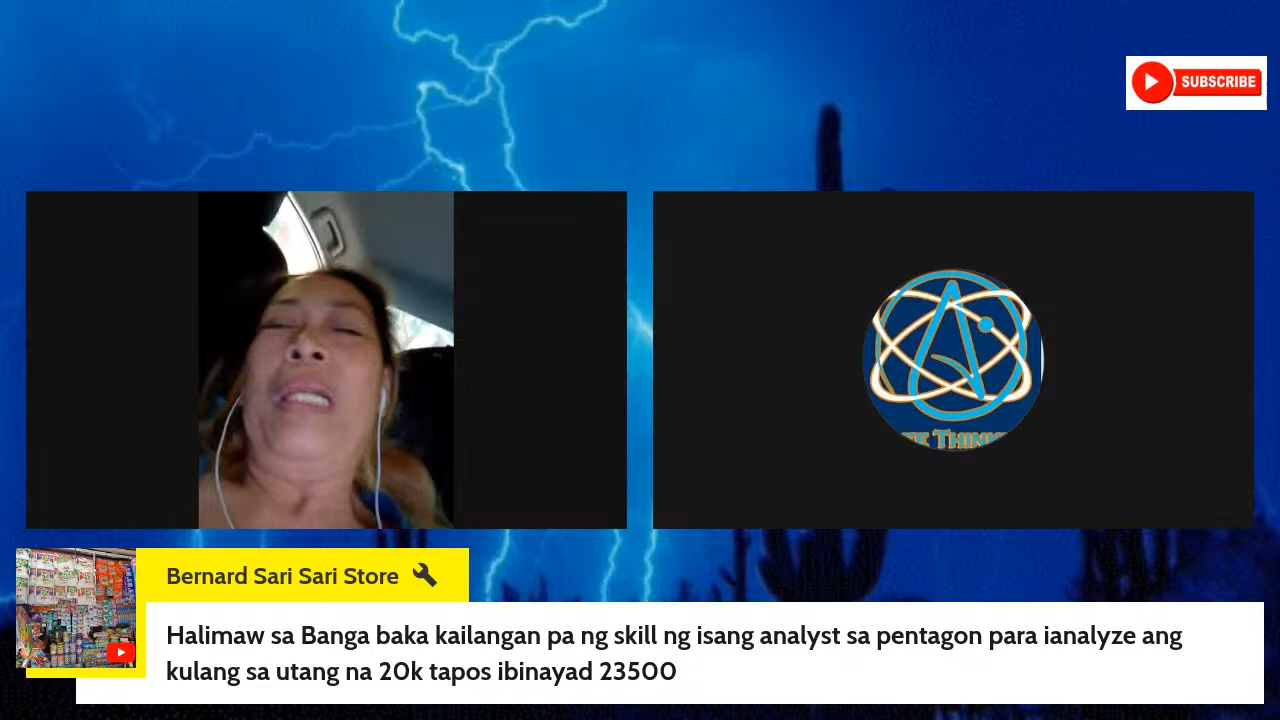 SUBSCRIBE
THINK
Bernard Sari Sari Store
Halimaw sa Banga baka kailangan pa ng skill ng isang analyst sa pentagon para ianalyze ang
kulang sa utang na 20k tapos ibinayad 23500